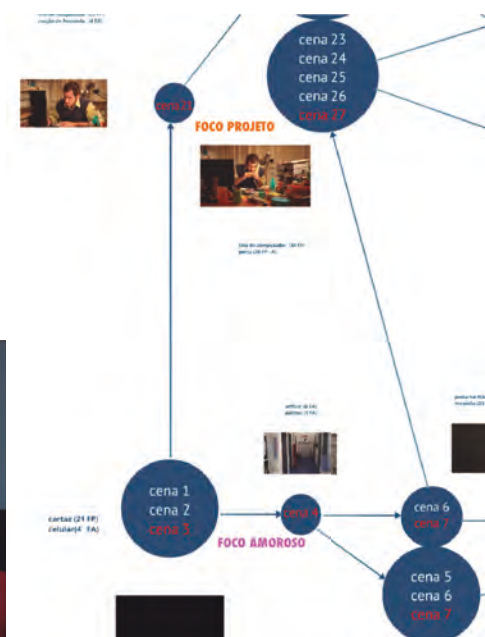 cena 23
cena 24
cena 25
cena 26
cena 27
cena21
FOCO PROJETO
cena 1
cena 2
cena 3
cartaz (21 FP)
celular(4 FA)
cena 4
FOCO AMOROSO
cena 6
cena 7
cena 5
cena 6
cena 7